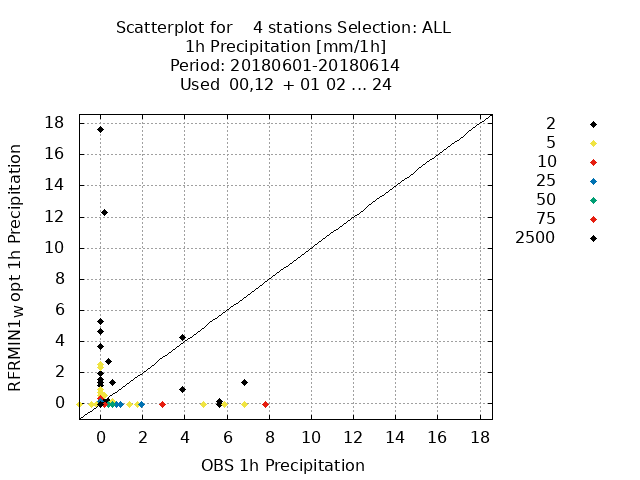 Scatterplot for 4 stations Selection: ALL
1h Precipitation [mm/1h]
Period: 20180601-20180614
Used 00,12 + 01 02 ... 24
18
16
14
12
10
8
6
4
2
0
RFRMIN1W opt 1h Precipitation
0 2 4 6 8 10 12 14 16 18
OBS 1h Precipitation
2
5
10
25
50
75
2500